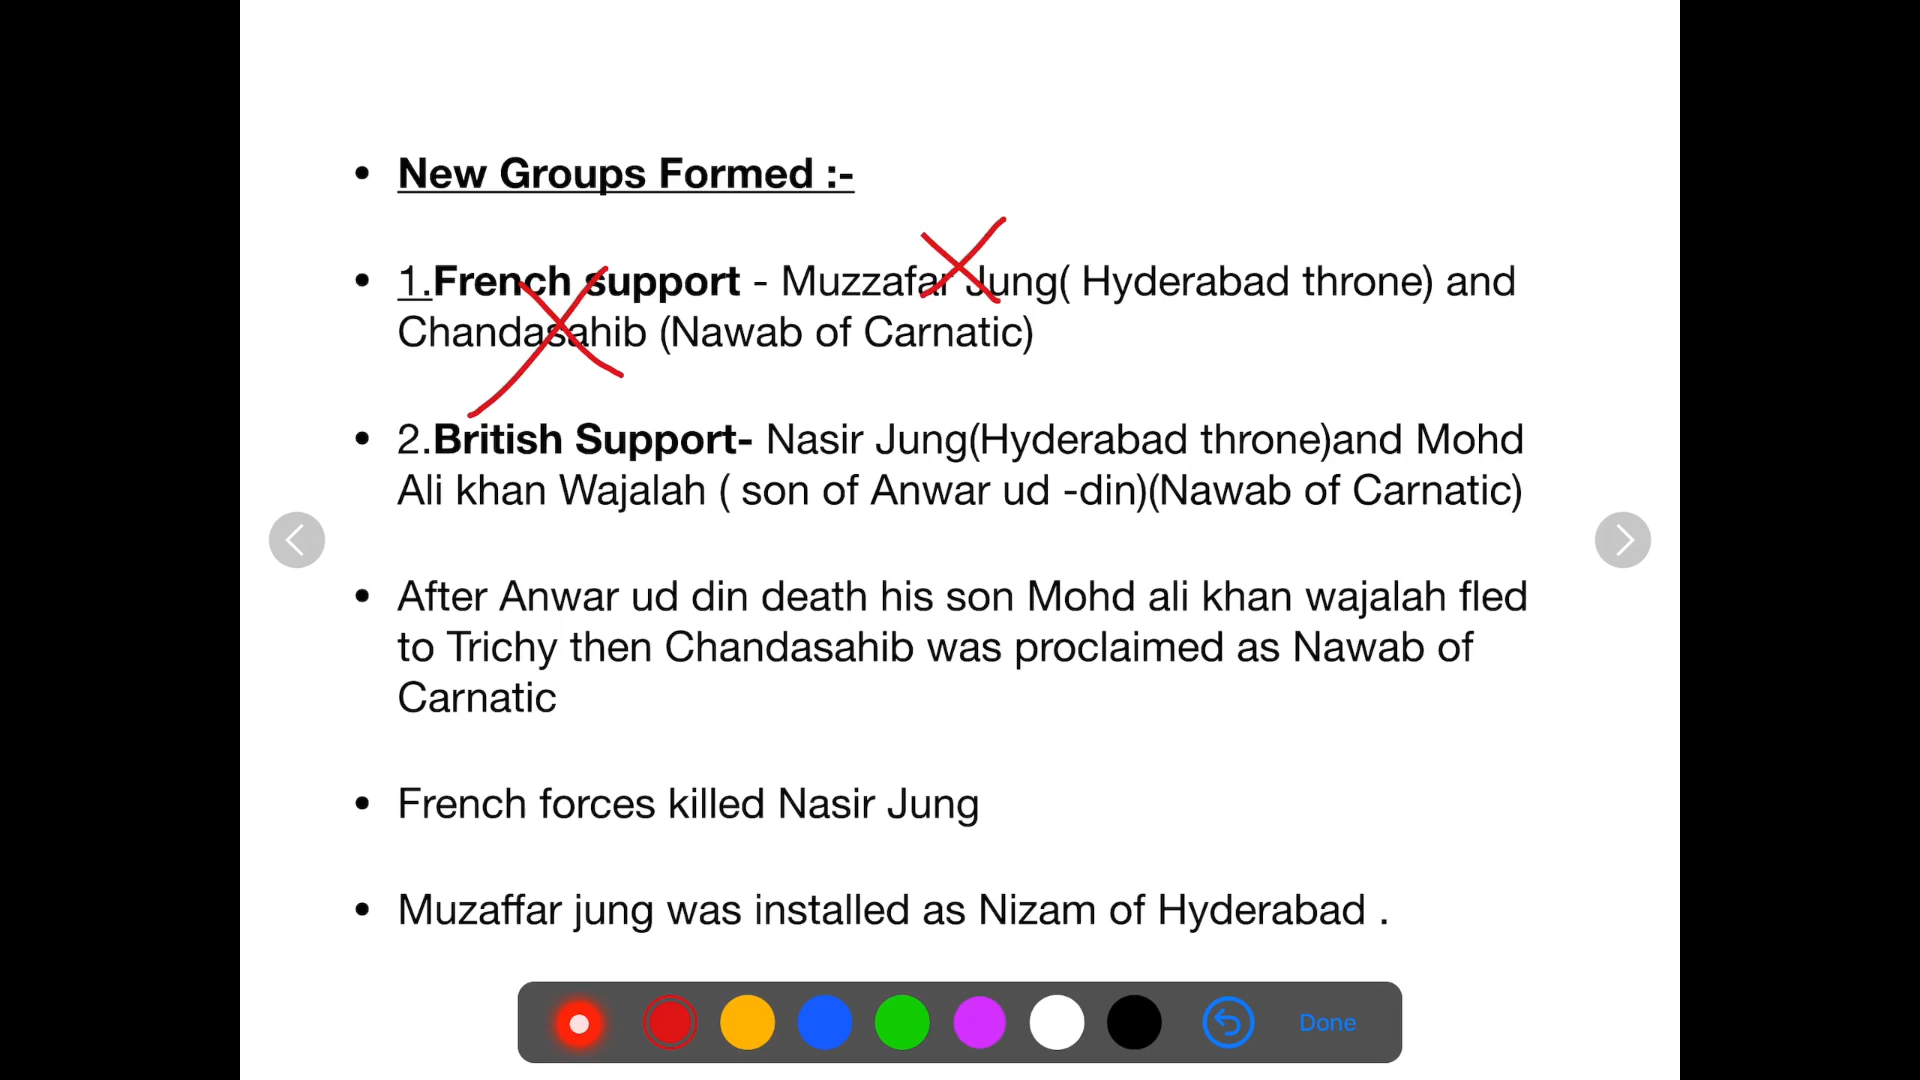 • New Groups Formed :-
• 1.French support - Muzzafar Jung( Hyderabad throne) and
Chandasahib (Nawab of Carnatic)
• 2.British Support- Nasir Jung(Hyderabad throne)and Mohd
Ali khan Wajalah ( son of Anwar ud -din)(Nawab of Carnatic)
• After Anwar ud din death his son Mohd ali khan wajalah fled
to Trichy then Chandasahib was proclaimed as Nawab of
Carnatic
• French forces killed Nasir Jung
• Muzaffar jung was installed as Nizam of Hyderabad .
Done